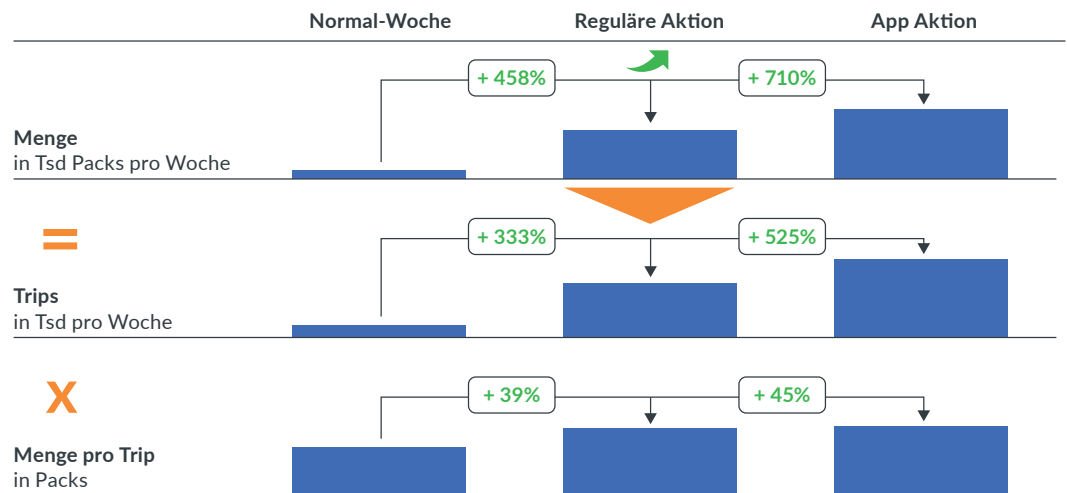 Normal-Woche Reguläre Aktion App Aktion
+ 458% + 710%
Menge
in Tsd Packs pro Woche
=
+ 333% + 525%
Trips
in Tsd pro Woche
X
+ 39% + 45%
Menge pro Trip
in Packs